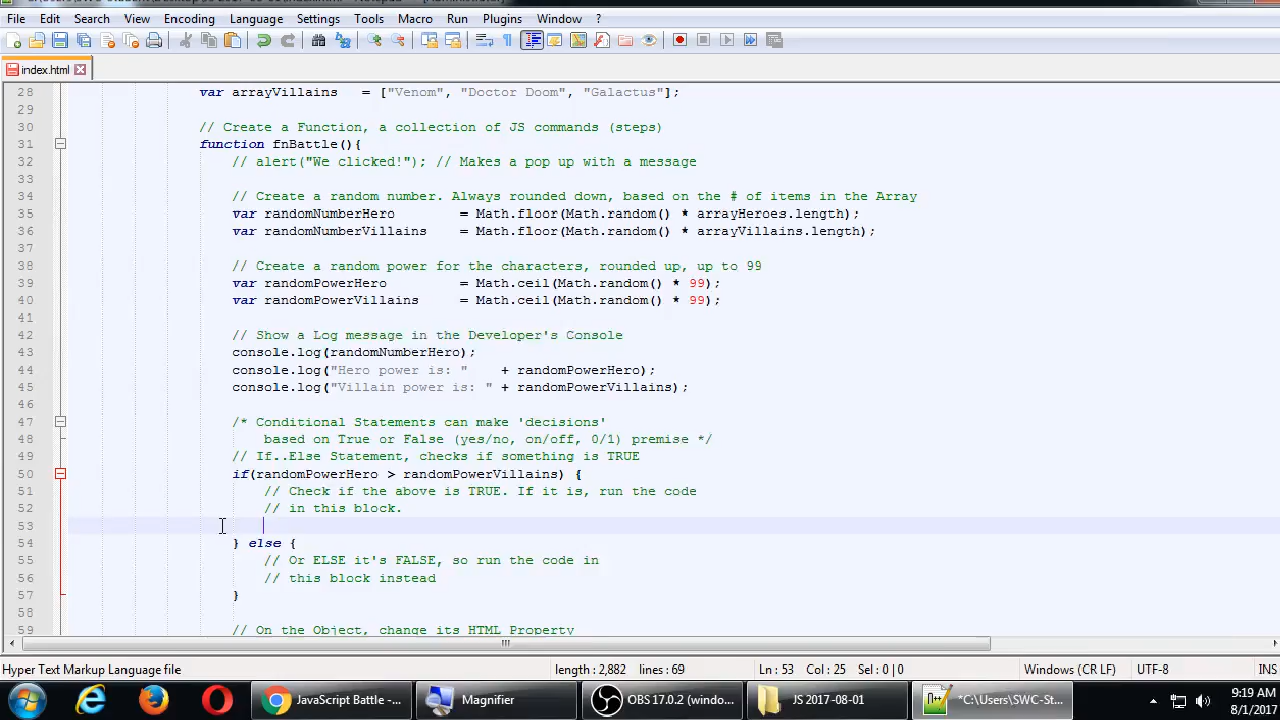 File Edit Search View Encoding Language Settings Tools Macro Run Plugins Window ?
index.html
28 var arrayVillains = ["Venom", "Doctor Doom", "Galactus"];
29
30 // Create a Function, a collection of JS commands (steps)
31 function fnBattle(){
32 // alert("We clicked!"); // Makes a pop up with a message
33
34 // Create a random number. Always rounded down, based on the # of items in the Array
35 var randomNumberHero = Math.floor(Math.random() * arrayHeroes.length);
36 var randomNumberVillains = Math.floor(Math.random() * arrayVillains.length);
37
38 // Create a random power for the characters, rounded up, up to 99
39 var randomPowerHero = Math.ceil(Math.random() * 99);
40 var randomPowerVillains = Math.ceil(Math.random() * 99);
41
42 // Show a Log message in the Developer's Console
43 console.log(randomNumberHero);
44 console.log("Hero power is: " + randomPowerHero);
45 console.log("Villain power is: " + randomPowerVillains);
46
47 /* Conditional Statements can make 'decisions'
48 based on True or False (yes/no, on/off, 0/1) premise */
49 // If..Else Statement, checks if something is TRUE
50 if(randomPowerHero > randomPowerVillains) {
51 // Check if the above is TRUE. If it is, run the code
52 // in this block.
53
54 } else {
55 // Or ELSE it's FALSE, so run the code in
56 // this block instead
57 }
58
59 // On the Object, change its HTML Property
Hyper Text Markup Language file length : 2,882 lines : 69 Ln : 53 Col : 25 Sel : 0 | 0 Windows (CR LF) UTF-8 INS
JavaScript Battle -... Magnifier OBS 17.0.2 (windo... JS 2017-08-01 *C:\Users\SWC-St... 9:19 AM
8/1/2017